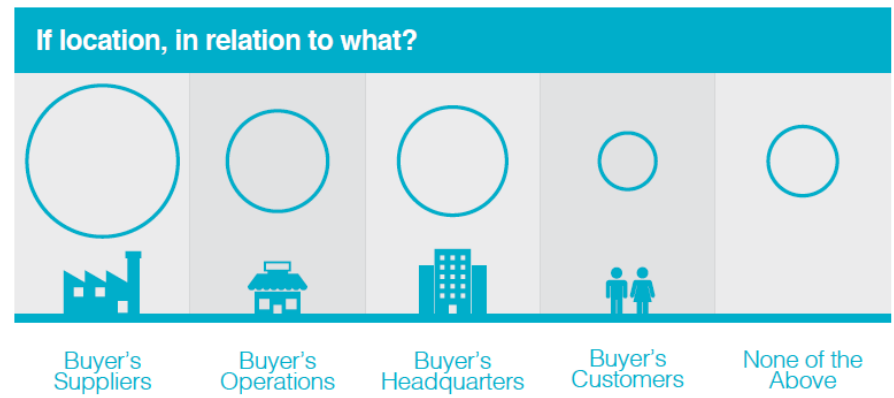 If location, in relation to what?
Buyer's
Suppliers
Buyer's
Operations
Buyer's
Headquarters
Buyer's
Customers
None of the
Above